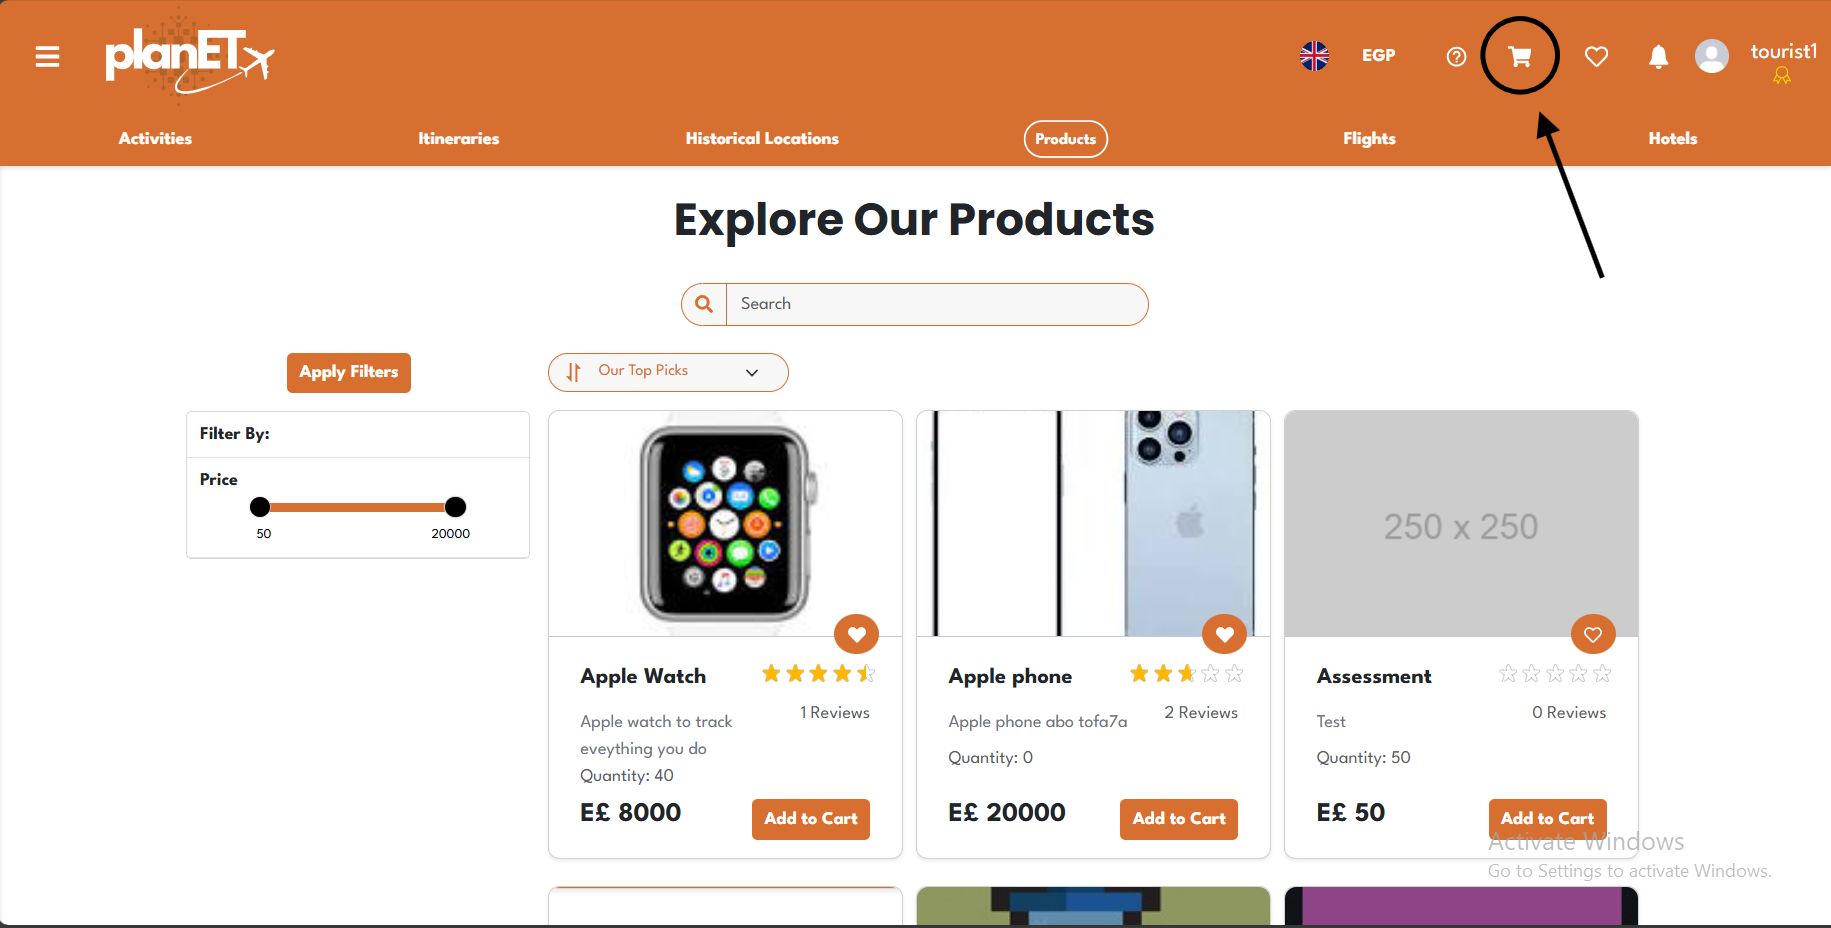 planET
EGP
tourist1
Activities
Itineraries
Historical Locations
Products
Flights
Hotels
Explore Our Products
Search
Apply Filters
Our Top Picks
Filter By:
Price
50
20000
250 x 250
Apple Watch
1 Reviews
Apple watch to track
eveything you do
Quantity: 40
E£ 8000
Add to Cart
Apple phone
2 Reviews
Apple phone abo tofa7a
Quantity: 0
E£ 20000
Add to Cart
Assessment
0 Reviews
Test
Quantity: 50
E£ 50
Add to Cart
Activate Windows
Go to Settings to activate Windows.